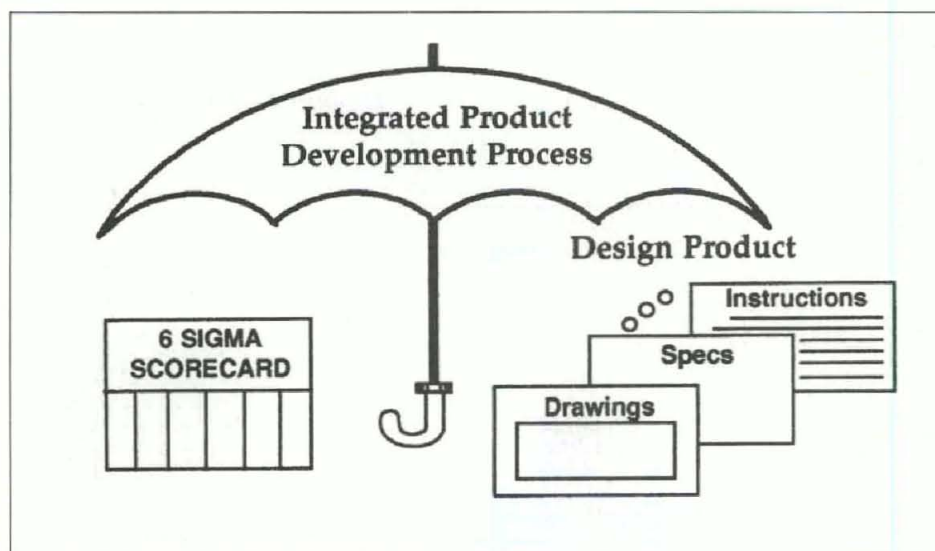 Integrated Product
Development Process
Design Product
6 SIGMA
SCORECARD
Instructions
Specs
Drawings